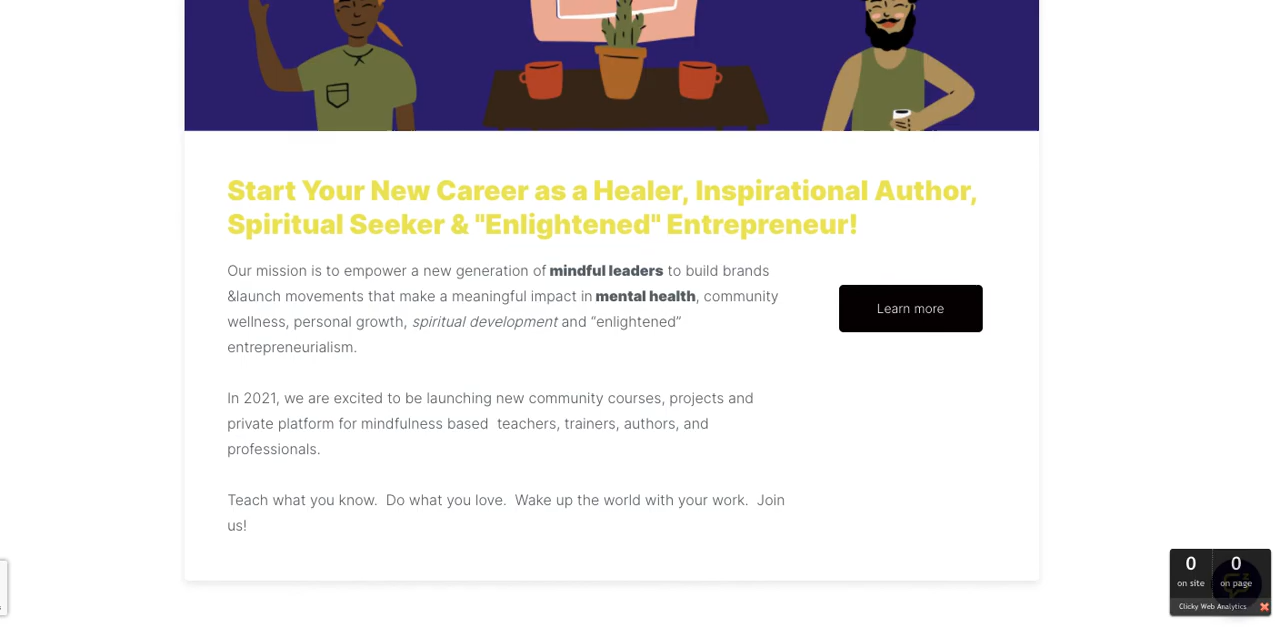 Start Your New Career as a Healer, Inspirational Author,
Spiritual Seeker & "Enlightened" Entrepreneur!
Our mission is to empower a new generation of mindful leaders to build brands
&launch movements that make a meaningful impact in mental health, community
wellness, personal growth, spiritual development and “enlightened”
entrepreneurialism.
Learn more
In 2021, we are excited to be launching new community courses, projects and
private platform for mindfulness based  teachers, trainers, authors, and
professionals.
Teach what you know.  Do what you love.  Wake up the world with your work.  Join
us!
0 0
on site on page
Clicky Web Analytics